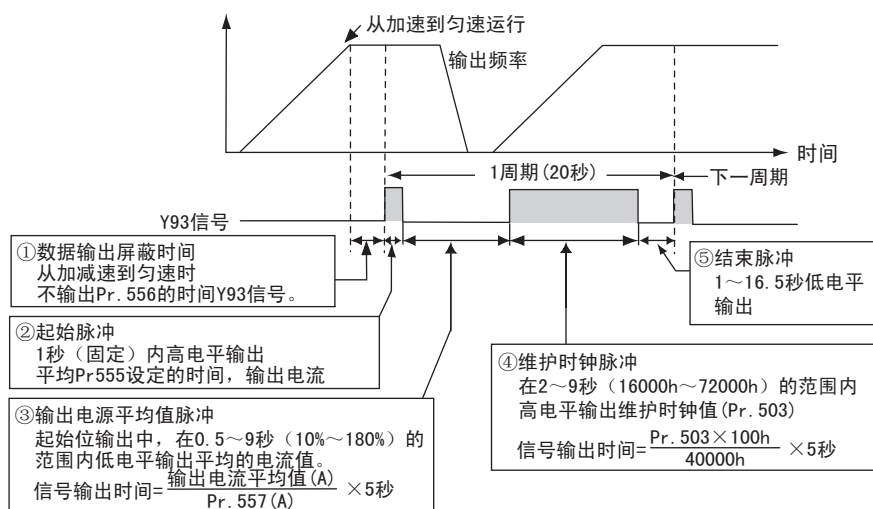 从加速到匀速运行
输出频率
时间
1周期(20秒)
下一周期
Y93信号
①数据输出屏蔽时间
从加减速到匀速时
不输出Pr.556的时间Y93信号。
②起始脉冲
1秒（固定）内高电平输出
平均Pr555设定的时间，输出电流
③输出电源平均值脉冲
起始位输出中，在0.5～9秒（10%～180%）的
范围内低电平输出平均的电流值。
信号输出时间=输出电流平均值(A)
Pr.557(A)
×5秒
④维护时钟脉冲
在2～9秒（16000h～72000h）的范围内
高电平输出维护时钟值(Pr.503)
信号输出时间=Pr.503×100h
40000h
×5秒
⑤结束脉冲
1～16.5秒低电平
输出